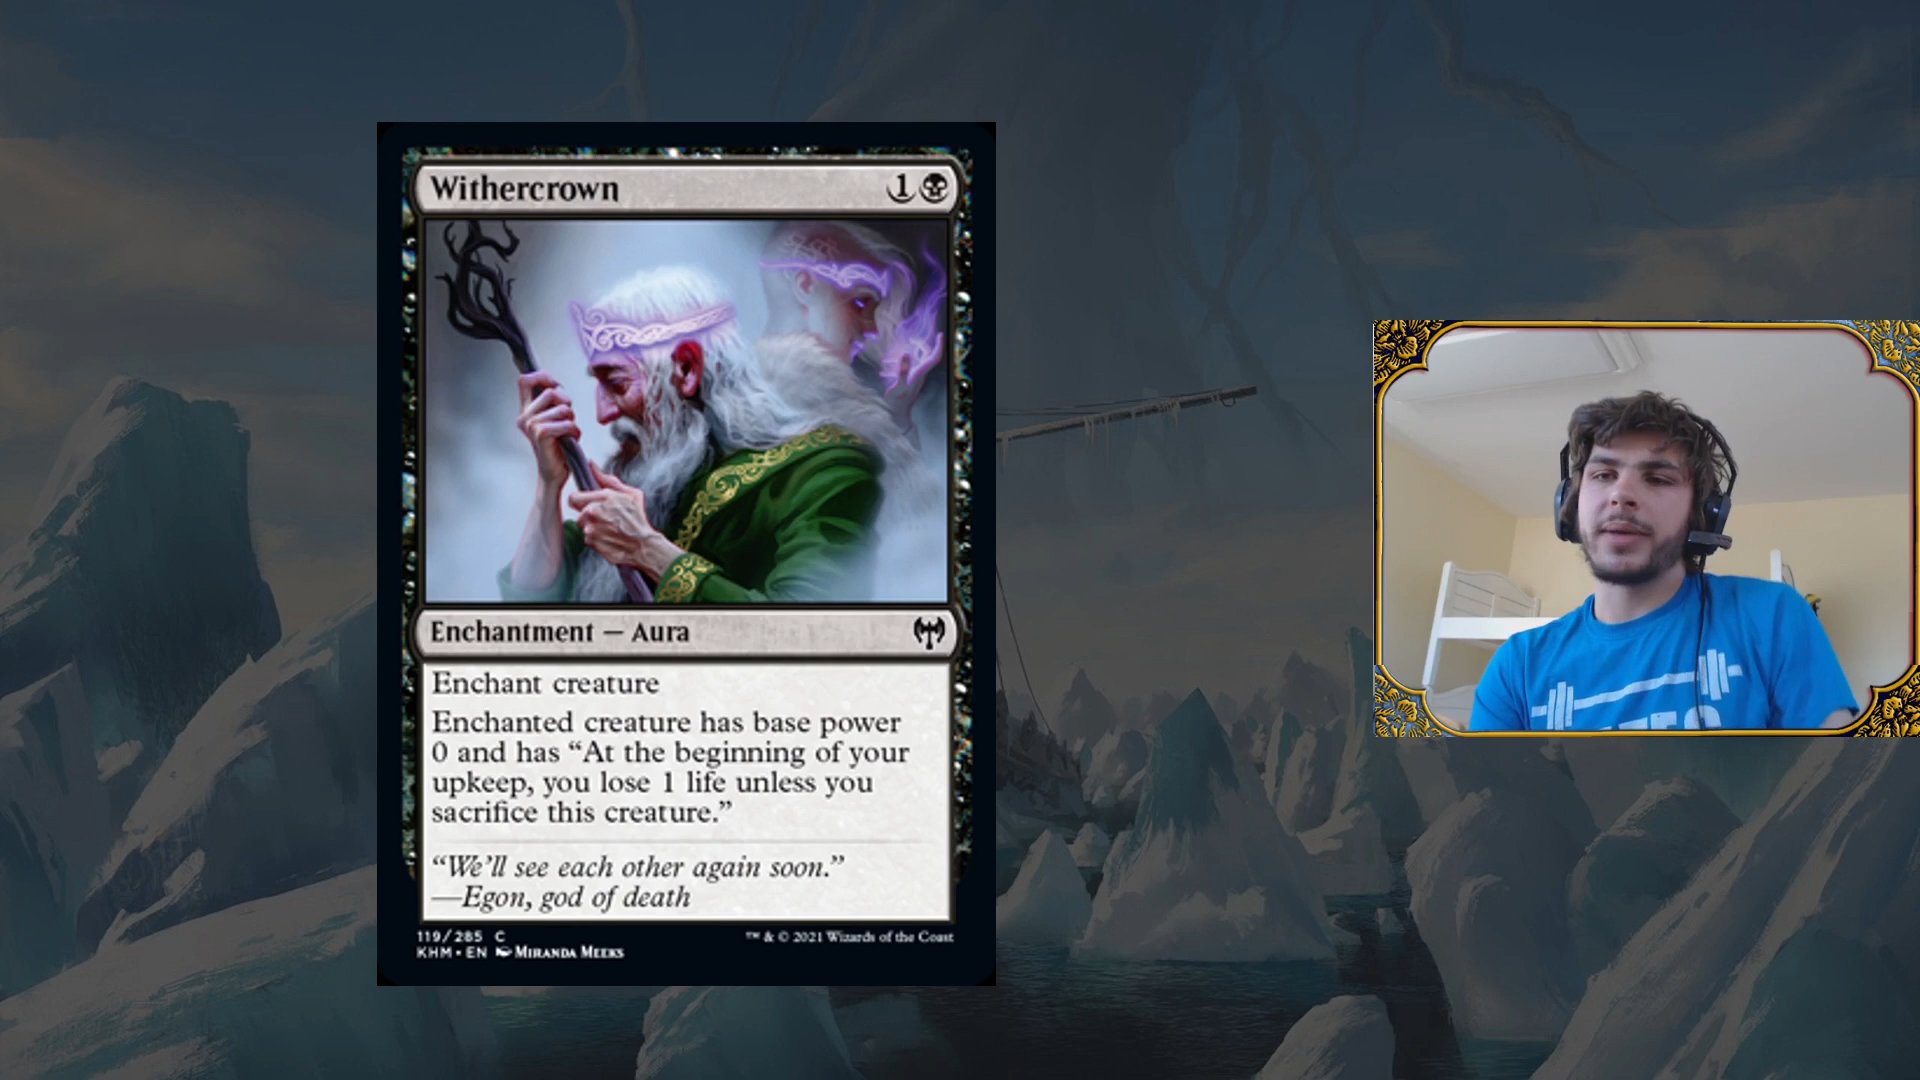 Withercrown 1
Enchantment — Aura
Enchant creature
Enchanted creature has base power
0 and has “At the beginning of your
upkeep, you lose 1 life unless you
sacrifice this creature.”
“We’ll see each other again soon.”
—Egon, god of death
119/285 C
KHM • EN Miranda Meeks
™ & © 2021 Wizards of the Coast